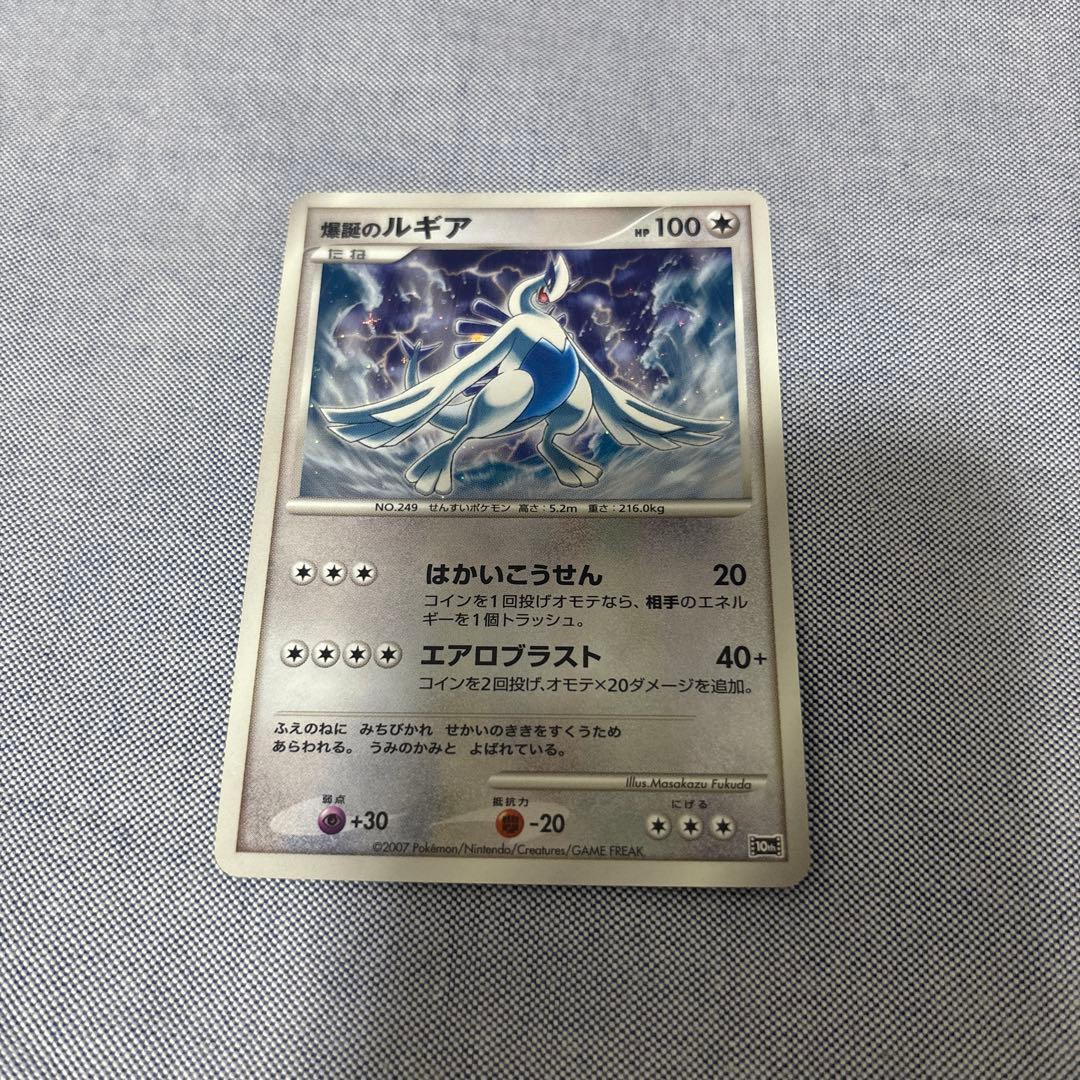 爆誕のルギア HP 100
たね
NO.249 せんすいポケモン 高さ:5.2m 重さ:216.0kg
はかいこうせん 20
コインを1回投げオモテなら、相手のエネル
ギーを1個トラッシュ。
エアロブラスト 40+
コインを2回投げ、オモテ×20ダメージを追加。
ふえのねに みちびかれ せかいのききをすくうため
あらわれる。 うみのかみと よばれている。
Illus.Masakazu Fukuda
弱点 抵抗力 にげる
+30 -20
©2007 Pokémon/Nintendo/Creatures/GAME FREAK.
10th